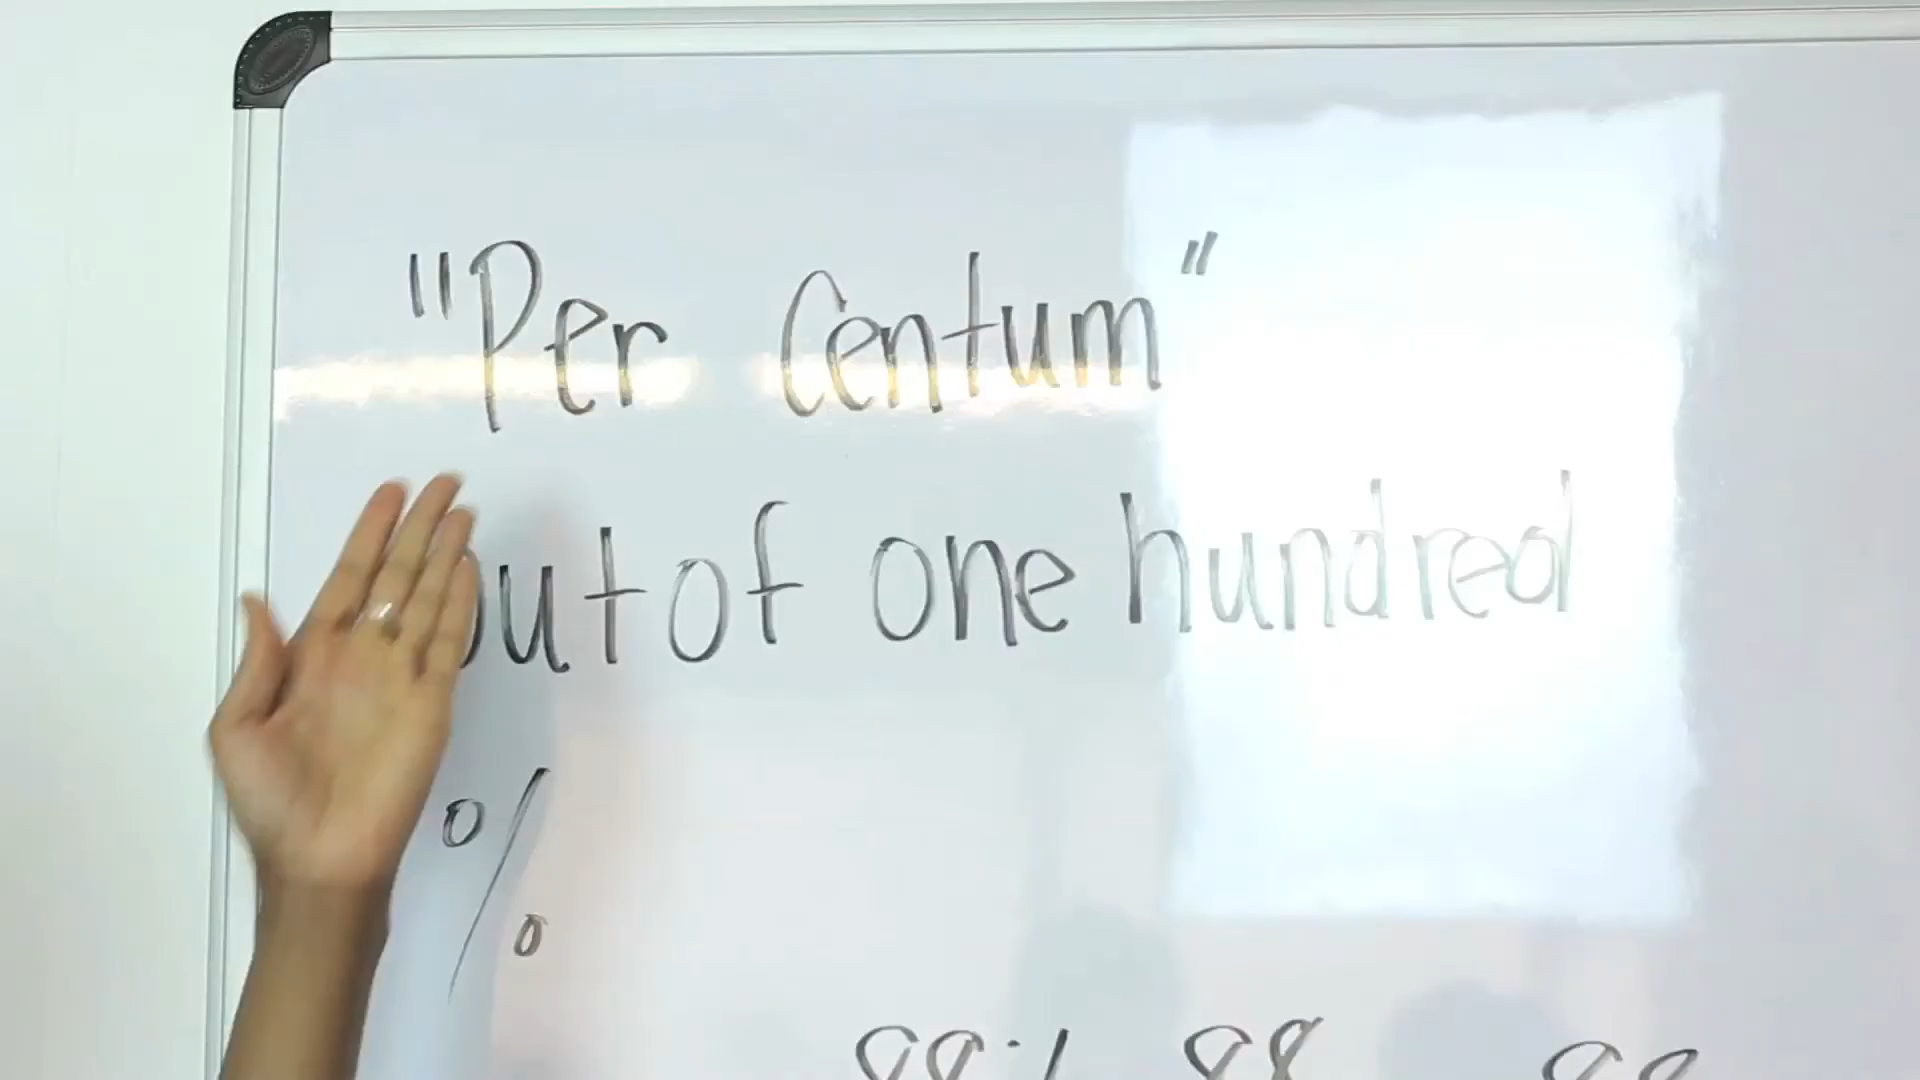 "Per Centum"
out of one hundred
%